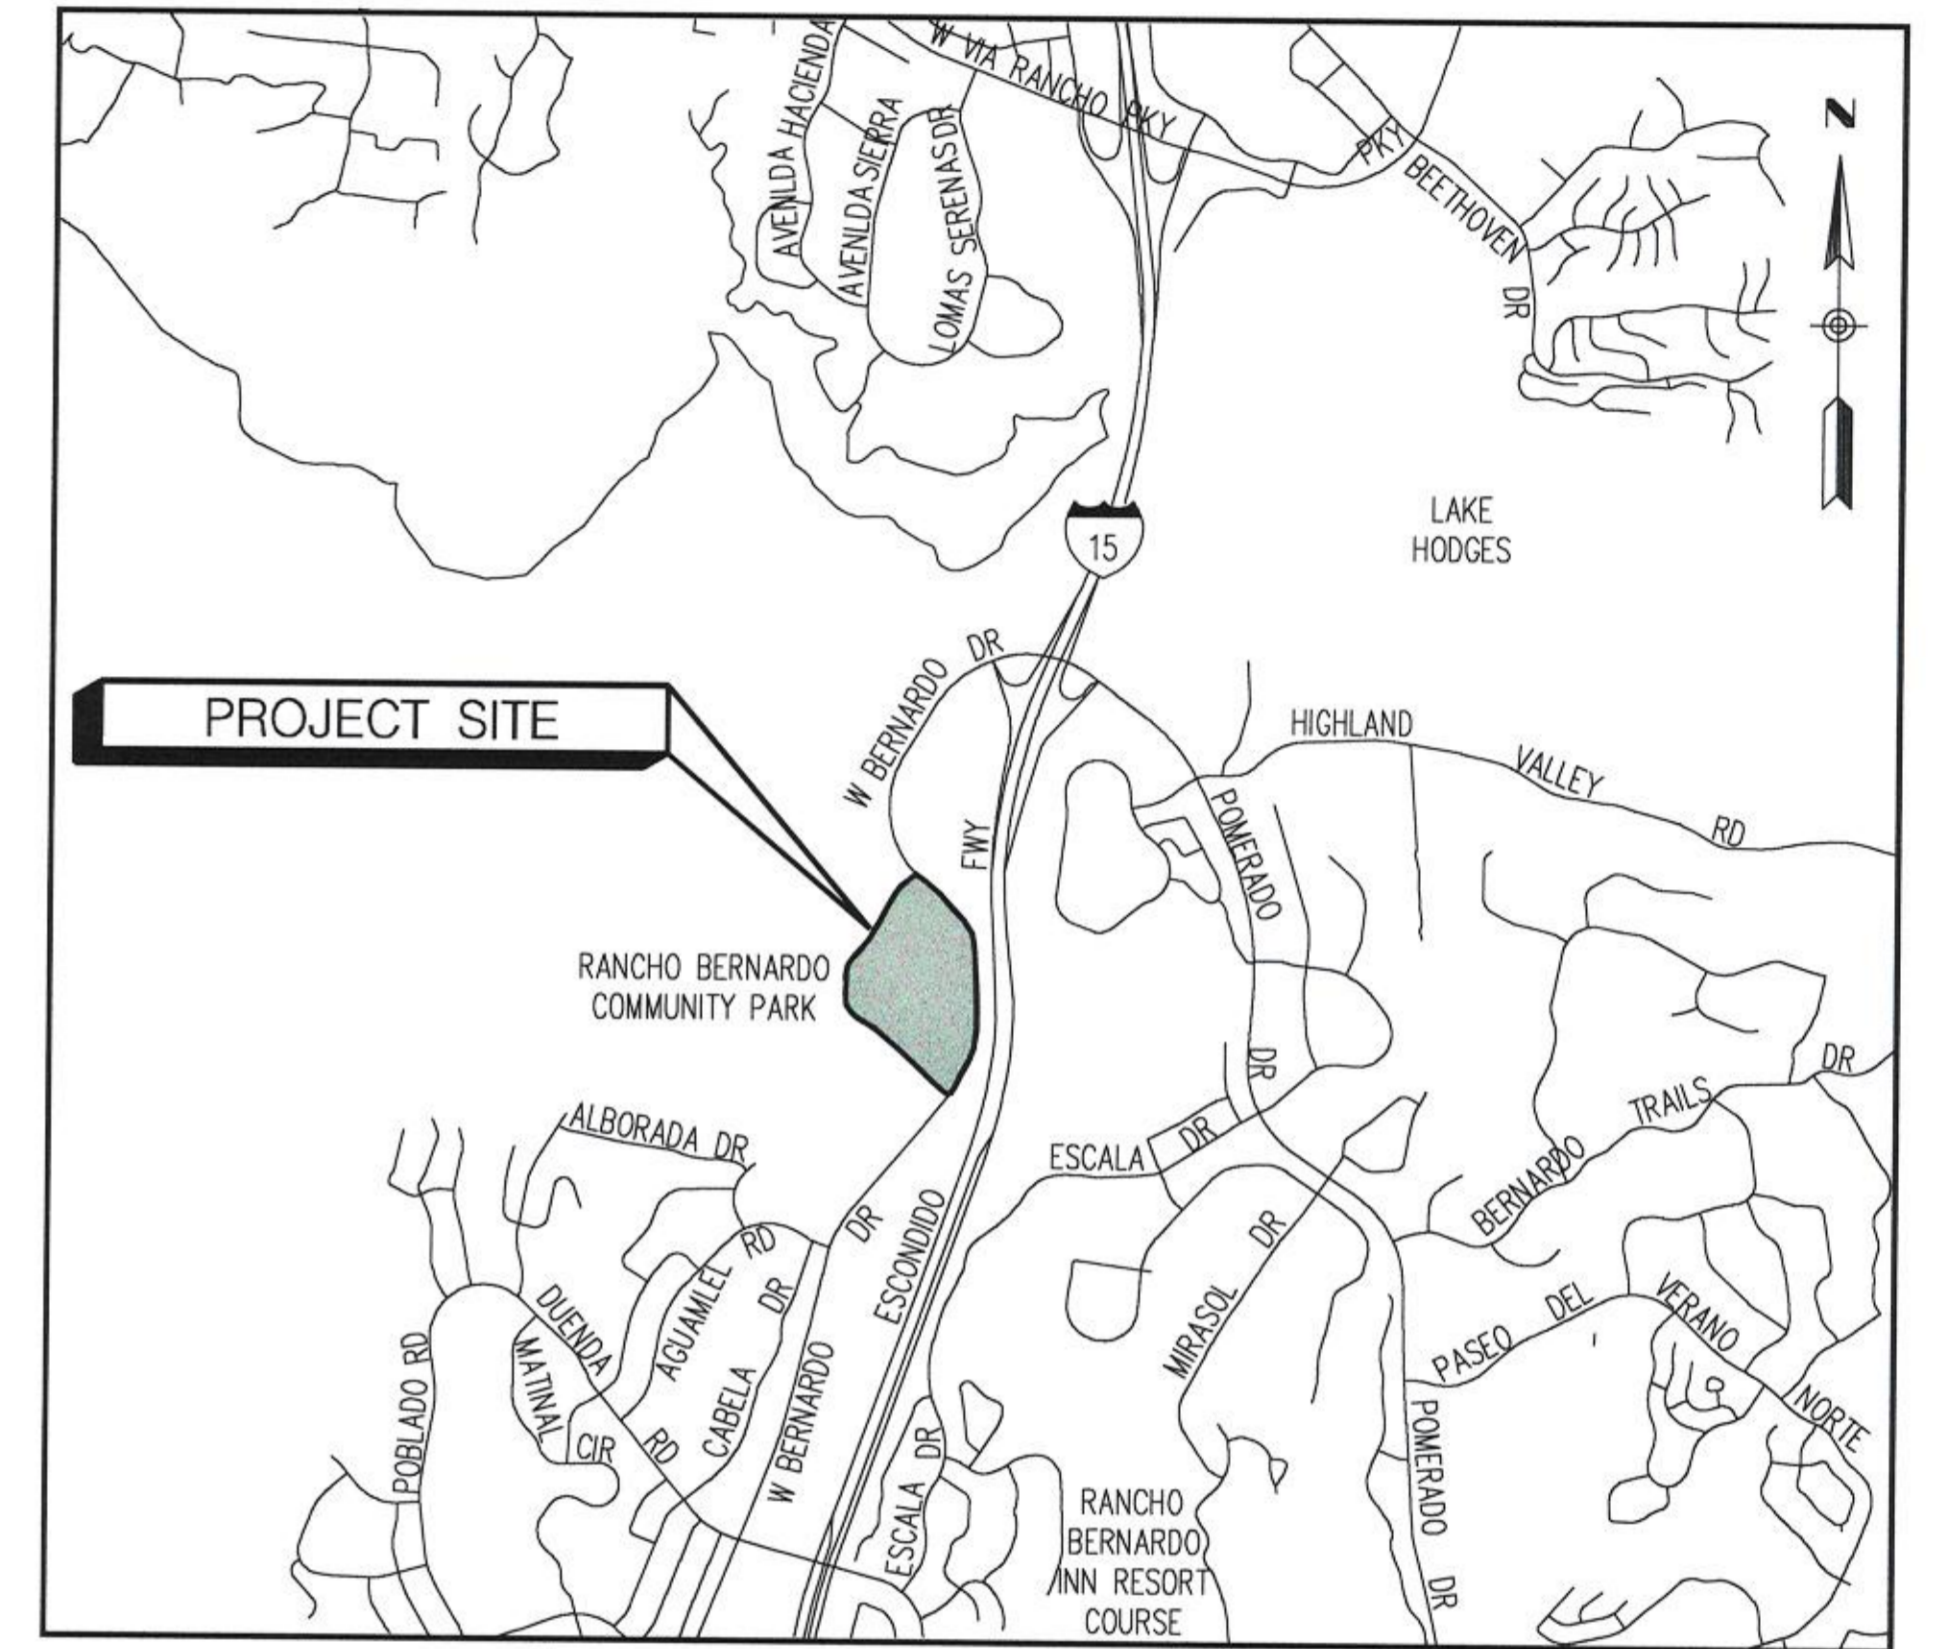 W VIA RANCHO PKY
AVENLDA HACIENDA
AVENLDA SIERRA
LOMAS SERENAS DR
PKY
BEETHOVEN
DR
N
15
LAKE
HODGES
PROJECT SITE
W BERNARDO DR
HIGHLAND
VALLEY
RD
FWY
POMERADO
DR
RANCHO BERNARDO
COMMUNITY PARK
ALBORADA DR
ESCALA DR
BERNARDO
TRAILS
DR
DR
ESCONDIDO
AGUAMLEL RD
DUENDA
RD
MATINAL
CIR
POBLADO RD
CABELA
DR
W BERNARDO
MIRASOL
DR
PASEO
DEL
VERANO
NORTE
POMERADO
DR
ESCALA DR
RANCHO
BERNARDO
INN RESORT
COURSE